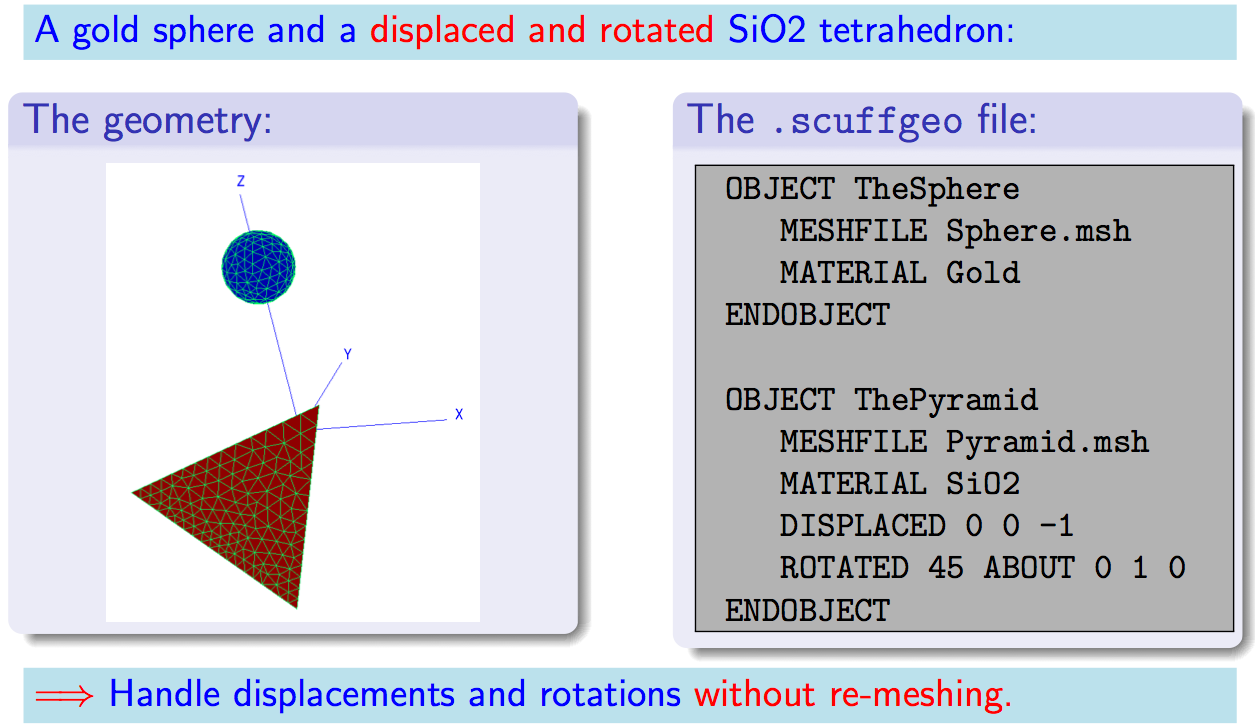 A gold sphere and a displaced and rotated SiO2 tetrahedron:
The geometry:
Z
Y
X
The .scuffgeo file:
OBJECT TheSphere
MESHFILE Sphere.msh
MATERIAL Gold
ENDOBJECT
OBJECT ThePyramid
MESHFILE Pyramid.msh
MATERIAL SiO2
DISPLACED 0 0 -1
ROTATED 45 ABOUT 0 1 0
ENDOBJECT
⟹ Handle displacements and rotations without re-meshing.